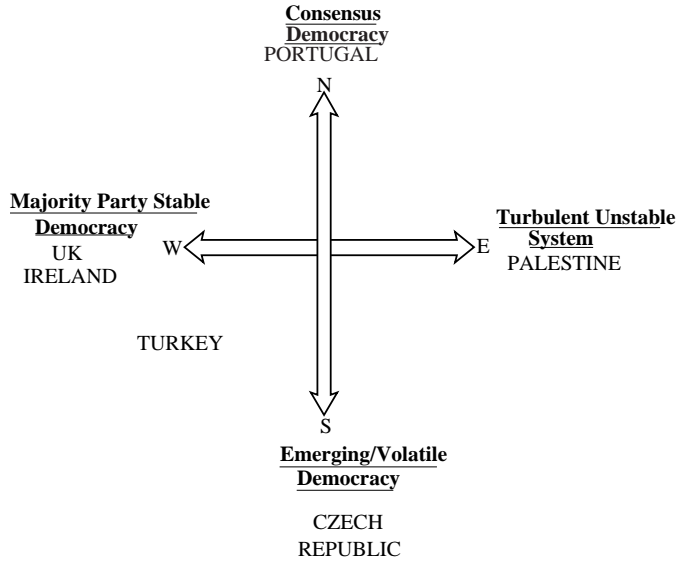 Consensus
Democracy
PORTUGAL
N
Majority Party Stable
Democracy
UK
IRELAND
W
E
Turbulent Unstable
System
PALESTINE
TURKEY
S
Emerging/Volatile
Democracy
CZECH
REPUBLIC